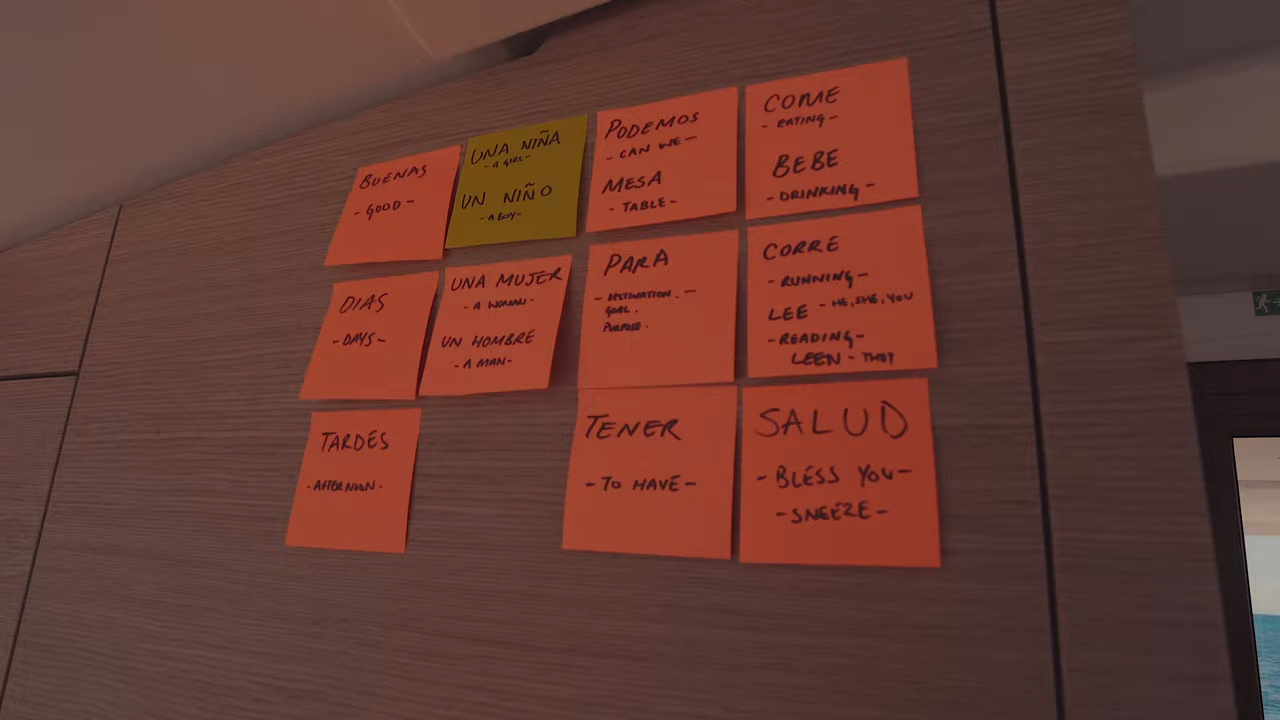 BUENAS
- GOOD -
UNA NIÑA
- A GIRL -
UN NIÑO
- A BOY -
PODEMOS
- CAN WE -
MESA
- TABLE -
COME
- EATING -
BEBE
- DRINKING -
DIAS
- DAYS -
UNA MUJER
- A WOMAN -
UN HOMBRE
- A MAN -
PARA
- DESTINATION. -
GOAL.
PURPOSE.
CORRE
- RUNNING -
LEE - HE, SHE, YOU
- READING -
LEEN - THEY
TARDES
- AFTERNOON -
TENER
- TO HAVE -
SALUD
- BLESS YOU -
- SNEEZE -